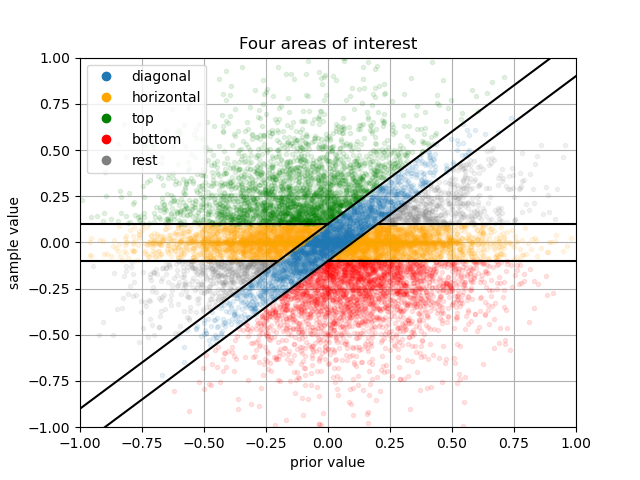 Four areas of interest
diagonal
horizontal
top
bottom
rest
1.00
0.75
0.50
0.25
0.00
−0.25
−0.50
−0.75
−1.00
sample value
−1.00 −0.75 −0.50 −0.25 0.00 0.25 0.50 0.75 1.00
prior value